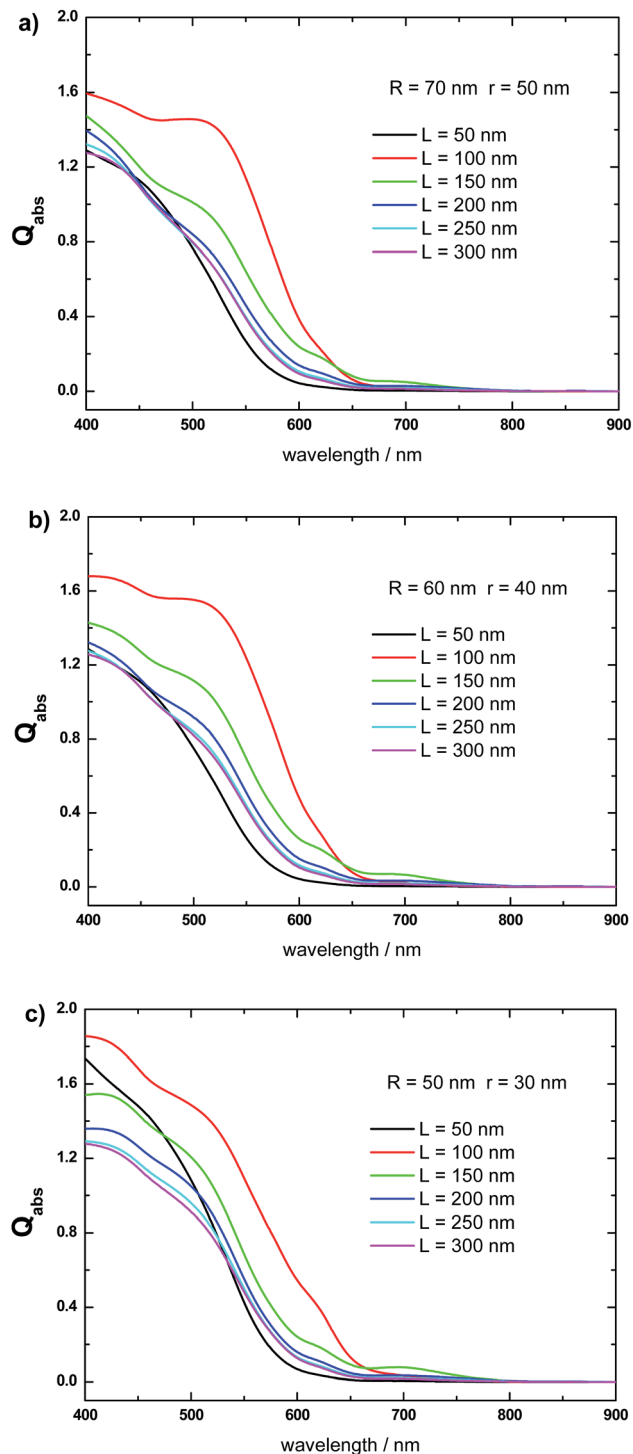 a)
2.0
R = 70 nm r = 50 nm
1.6
L = 50 nm
L = 100 nm
1.2
L = 150 nm
L = 200 nm
0.8
L = 250 nm
L = 300 nm
Qabs
0.4
0.0
400 500 600 700 800 900
wavelength / nm
b)
2.0
R = 60 nm r = 40 nm
1.6
L = 50 nm
L = 100 nm
1.2
L = 150 nm
L = 200 nm
0.8
L = 250 nm
L = 300 nm
Qabs
0.4
0.0
400 500 600 700 800 900
wavelength / nm
c)
2.0
R = 50 nm r = 30 nm
1.6
L = 50 nm
L = 100 nm
1.2
L = 150 nm
L = 200 nm
0.8
L = 250 nm
L = 300 nm
Qabs
0.4
0.0
400 500 600 700 800 900
wavelength / nm